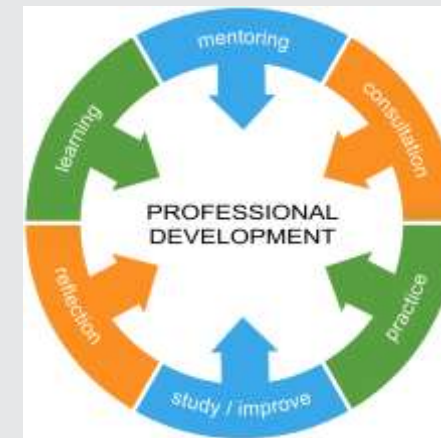 mentoring
consultation
learning
PROFESSIONAL
DEVELOPMENT
reflection
practice
study / improve